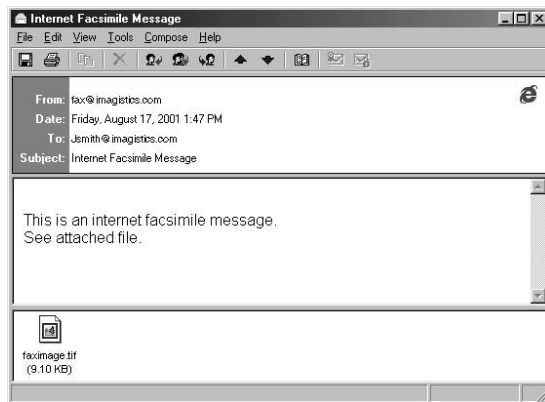 Internet Facsimile Message
File Edit View Tools Compose Help
From: fax@imagistics.com
Date: Friday, August 17, 2001 1:47 PM
To: Jsmith@imagistics.com
Subject: Internet Facsimile Message
This is an internet facsimile message.
See attached file.
faximage.tif
(9.10 KB)